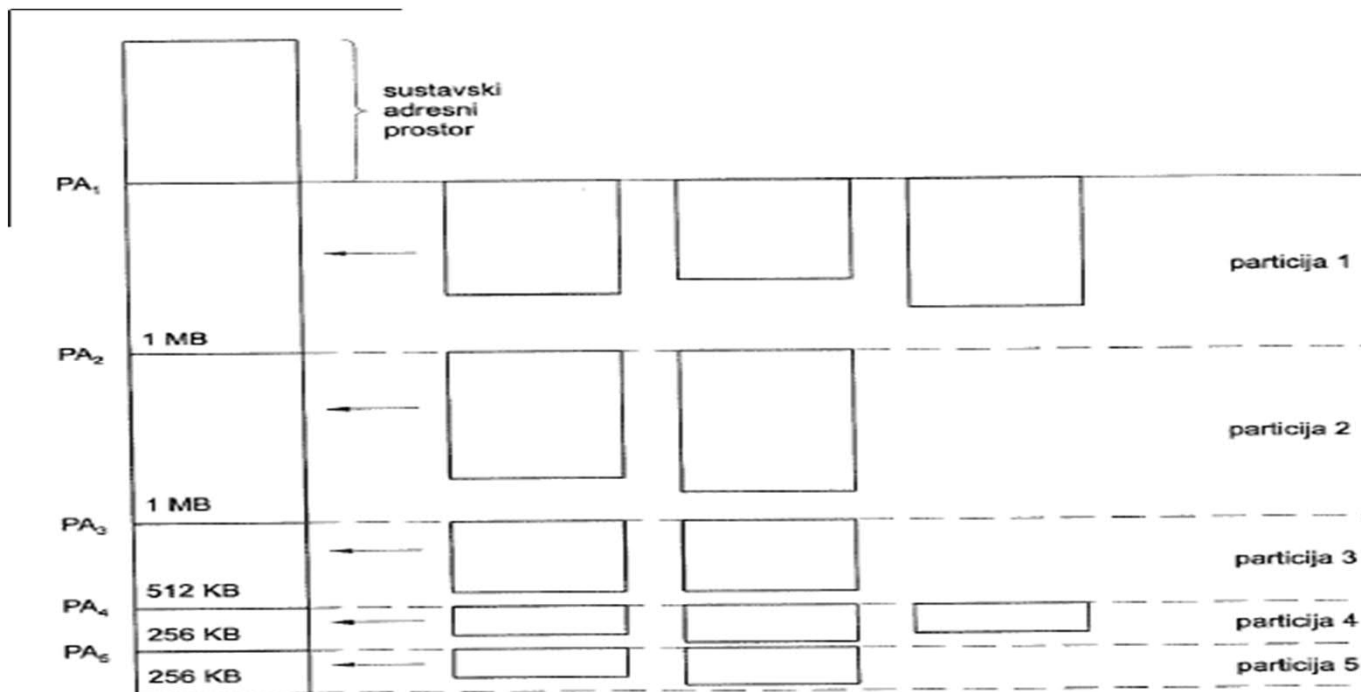 sustavski
adresni
prostor
PA₁
particija 1
1 MB
PA₂
particija 2
1 MB
PA₃
particija 3
512 KB
PA₄
particija 4
256 KB
PA₅
particija 5
256 KB